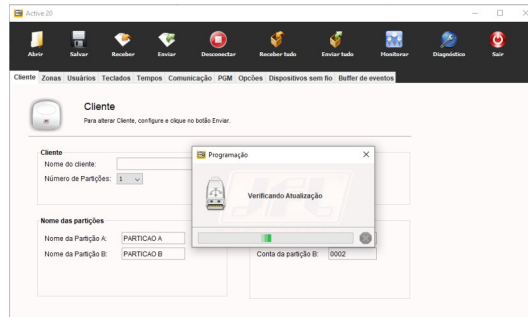 Active 20
Abrir Salvar Receber Enviar Desconectar Receber tudo Enviar tudo Monitorar Diagnóstico Sair
Cliente Zonas Usuários Teclados Tempos Comunicação PGM Opcões Dispositivos sem fio Buffer de eventos
Cliente
Para alterar Cliente, configure e clique no botão Enviar.
Cliente
Nome do cliente:
Número de Partições: 1
Programação
Verificando Atualização
JFL
Nome das partições
Nome da Partição A: PARTICAO A
Nome da Partição B: PARTICAO B
Conta da partição B: 0002